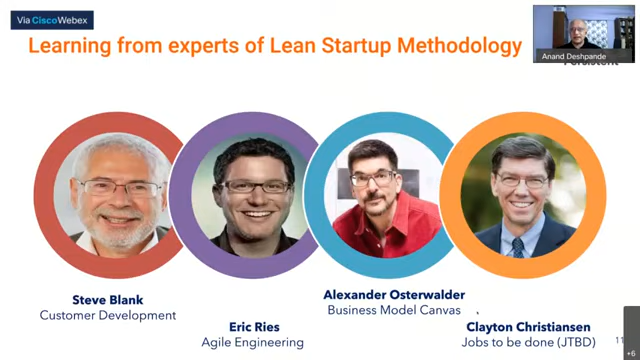 Via CiscoWebex
Learning from experts of Lean Startup Methodology
Anand Deshpande
Persistent
Steve Blank
Customer Development
Eric Ries
Agile Engineering
Alexander Osterwalder
Business Model Canvas
Clayton Christiansen
Jobs to be done (JTBD)
11
+6